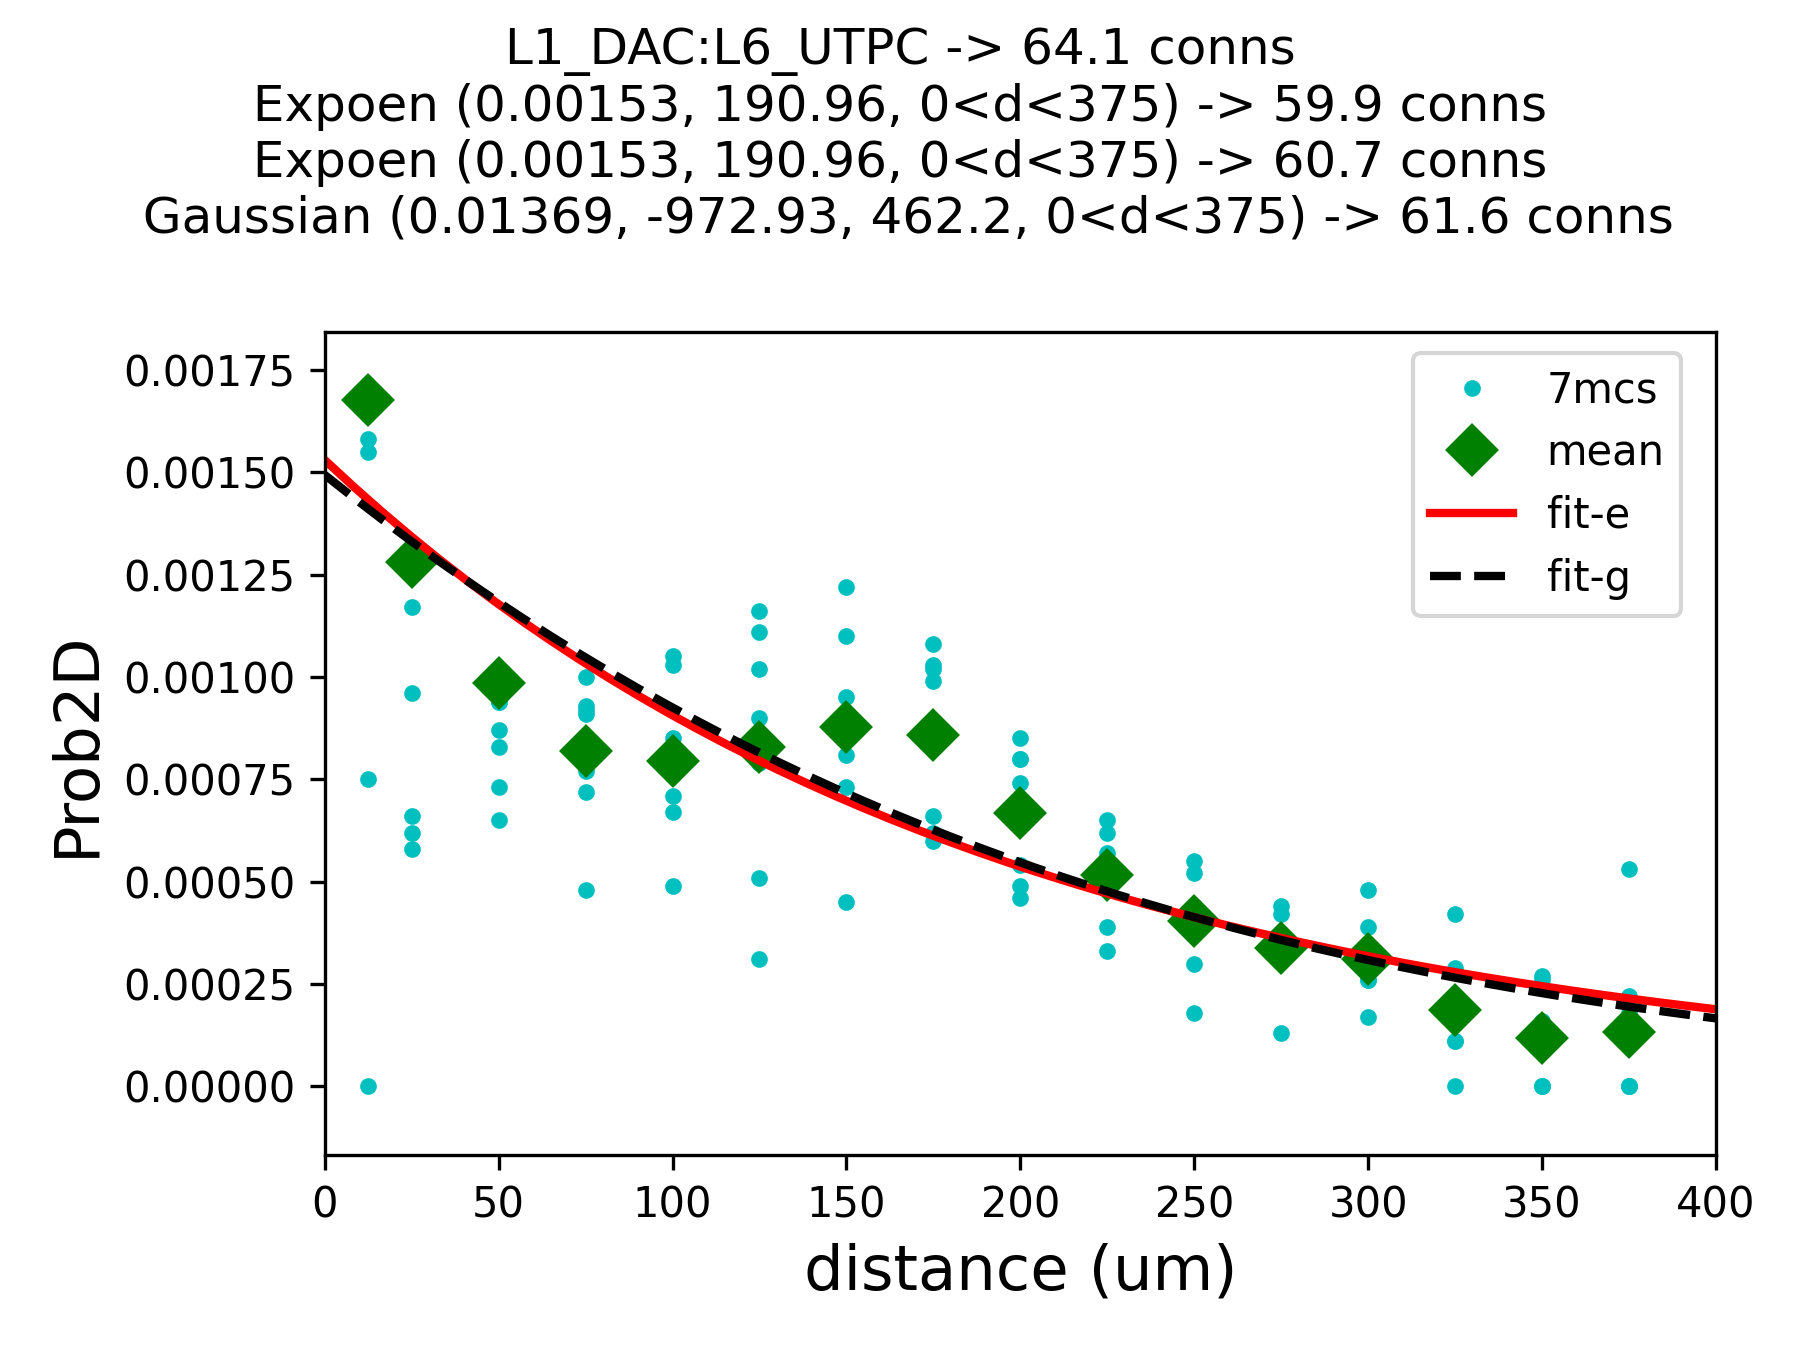 L1_DAC:L6_UTPC -> 64.1 conns
Expoen (0.00153, 190.96, 0<d<375) -> 59.9 conns
Expoen (0.00153, 190.96, 0<d<375) -> 60.7 conns
Gaussian (0.01369, -972.93, 462.2, 0<d<375) -> 61.6 conns
0.00175
0.00150
0.00125
0.00100
0.00075
0.00050
0.00025
0.00000
Prob2D
7mcs
mean
fit-e
fit-g
0 50 100 150 200 250 300 350 400
distance (um)